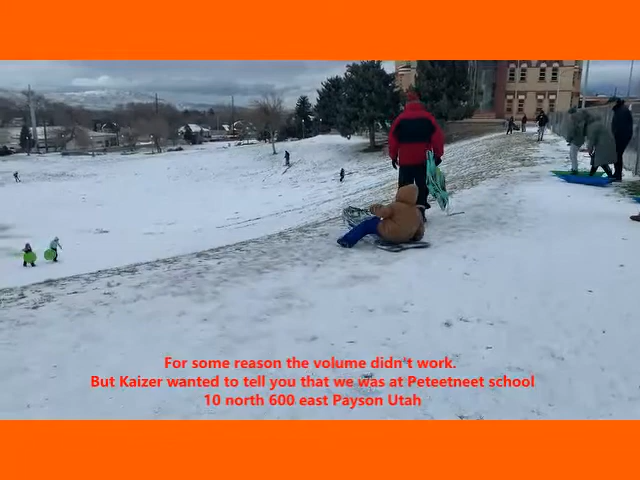 For some reason the volume didn't work.
But Kaizer wanted to tell you that we was at Peteetneet school
10 north 600 east Payson Utah